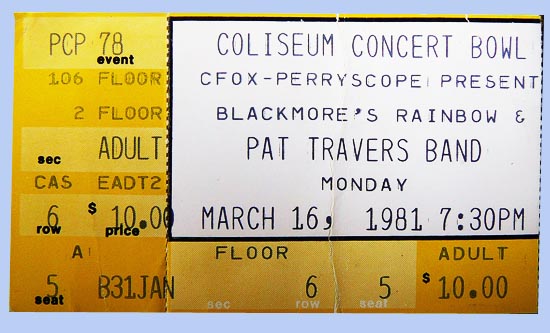 PCP 78
event
106 FLOOR
2 FLOOR
sec ADULT
CAS EADT2
6 $ 10.00
row price
A
5 B31JAN
seat
COLISEUM CONCERT BOWL
CFOX-PERRYSCOPE PRESENT
BLACKMORE'S RAINBOW &
PAT TRAVERS BAND
MONDAY
MARCH 16, 1981 7:30PM
FLOOR ADULT
6 5 $ 10.00
sec row seat